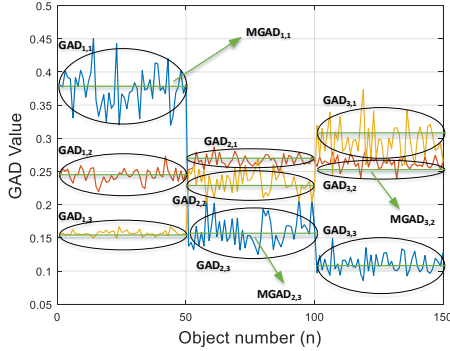 0.5
0.45
0.4
0.35
0.3
0.25
0.2
0.15
0.1
0.05
GAD Value
0
50
100
150
Object number (n)
GAD1,1
MGAD1,1
GAD1,2
GAD1,3
GAD2,1
GAD2,2
GAD2,3
MGAD2,3
GAD3,1
GAD3,2
MGAD3,2
GAD3,3